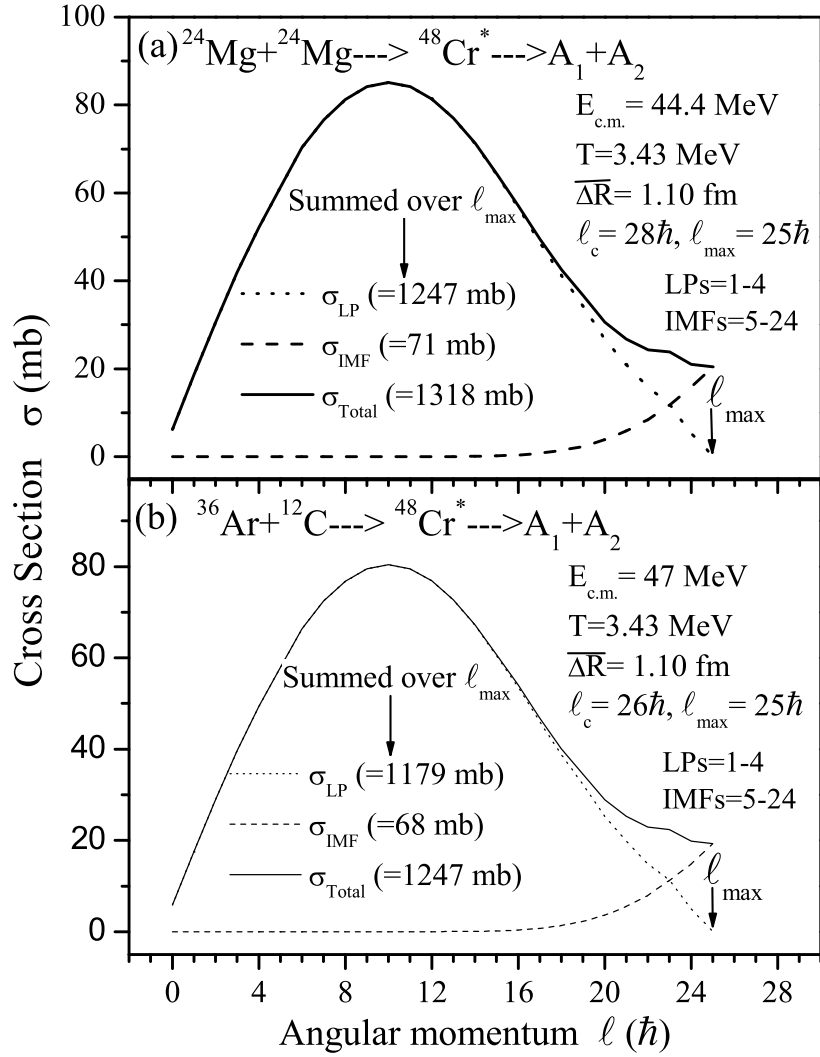 (a) ²⁴Mg+²⁴Mg---> ⁴⁸Cr* --->A₁+A₂
E_c.m. = 44.4 MeV
T=3.43 MeV
Δ̅R̅= 1.10 fm
ℓ_c= 28ħ, ℓ_max= 25ħ
LPs=1-4
IMFs=5-24
Summed over ℓ_max
σ_LP (=1247 mb)
σ_IMF (=71 mb)
σ_Total (=1318 mb)
ℓ_max
100
80
60
40
20
0
(b) ³⁶Ar+¹²C---> ⁴⁸Cr* --->A₁+A₂
E_c.m. = 47 MeV
T=3.43 MeV
Δ̅R̅= 1.10 fm
ℓ_c= 26ħ, ℓ_max= 25ħ
LPs=1-4
IMFs=5-24
Summed over ℓ_max
σ_LP (=1179 mb)
σ_IMF (=68 mb)
σ_Total (=1247 mb)
ℓ_max
80
60
40
20
0
0 4 8 12 16 20 24 28
Angular momentum ℓ (ħ)
Cross Section σ (mb)